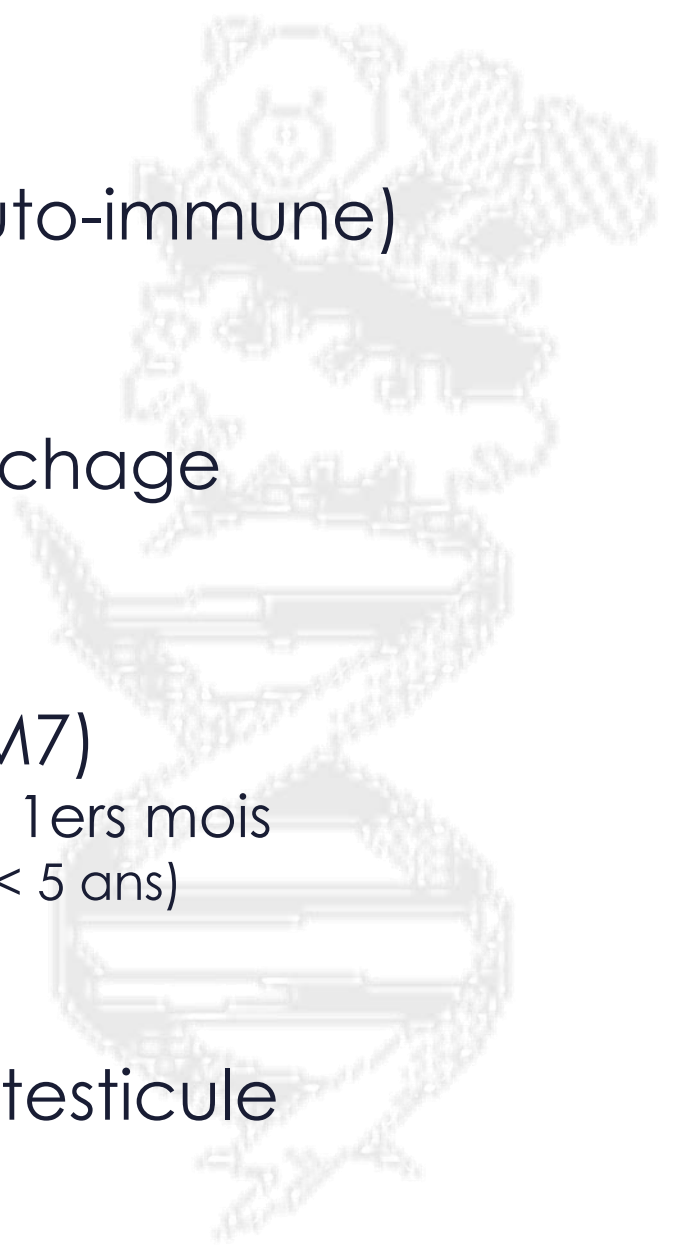 uto-immune)
chage
M7)
1ers mois
< 5 ans)
testicule